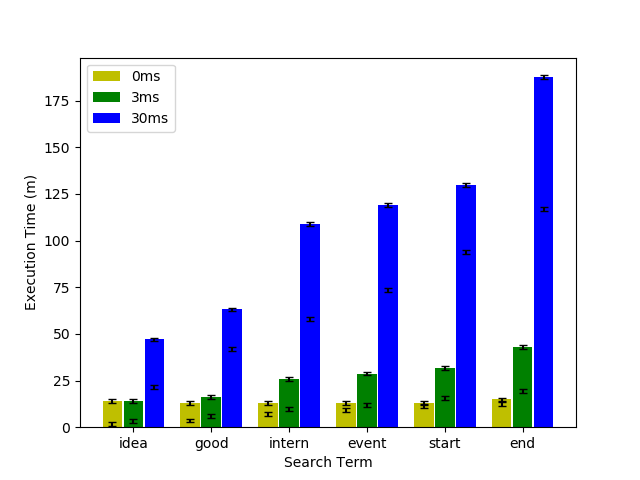 0ms
3ms
30ms
175
150
125
100
75
50
25
0
Execution Time (m)
idea good intern event start end
Search Term